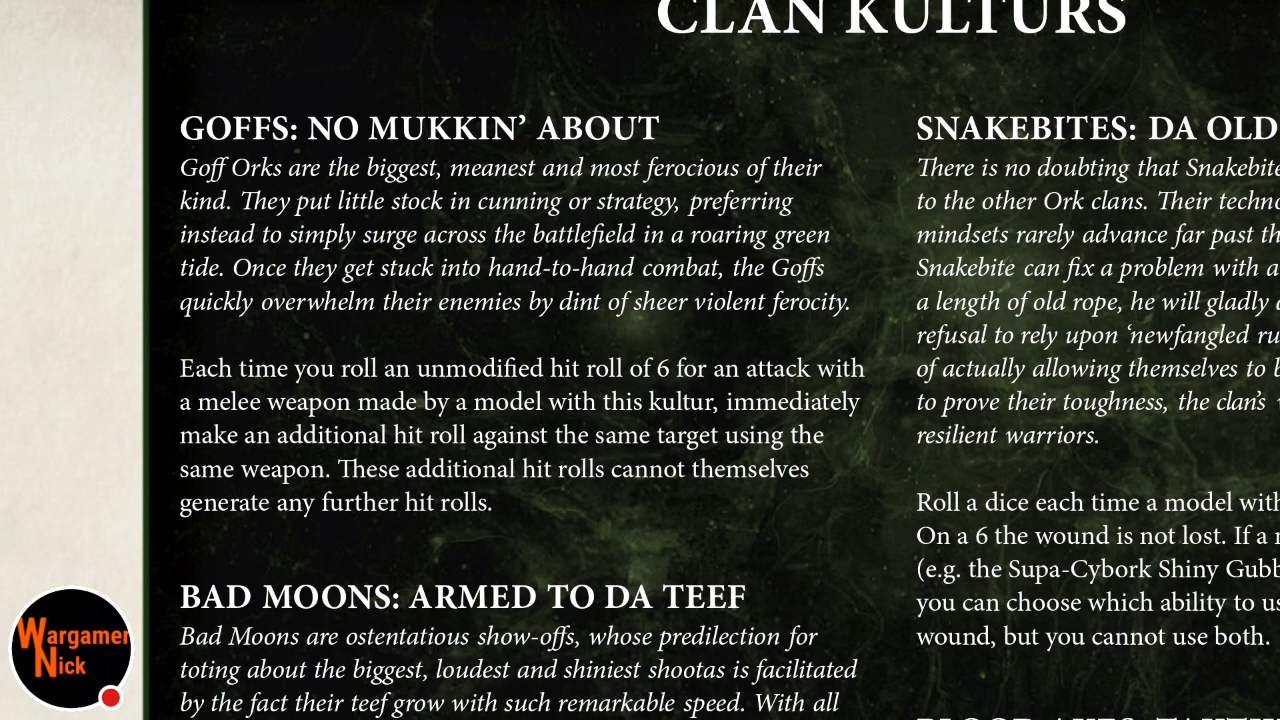 CLAN KULTURS
GOFFS: NO MUKKIN’ ABOUT
Goff Orks are the biggest, meanest and most ferocious of their
kind. They put little stock in cunning or strategy, preferring
instead to simply surge across the battlefield in a roaring green
tide. Once they get stuck into hand-to-hand combat, the Goffs
quickly overwhelm their enemies by dint of sheer violent ferocity.
Each time you roll an unmodified hit roll of 6 for an attack with
a melee weapon made by a model with this kultur, immediately
make an additional hit roll against the same target using the
same weapon. These additional hit rolls cannot themselves
generate any further hit rolls.
BAD MOONS: ARMED TO DA TEEF
Bad Moons are ostentatious show-offs, whose predilection for
toting about the biggest, loudest and shiniest shootas is facilitated
by the fact their teef grow with such remarkable speed. With all
SNAKEBITES: DA OLD
There is no doubting that
to the other Ork clans. Their
mindsets rarely advance far past
Snakebite can fix a problem with a
a length of old rope, he will gladly
refusal to rely upon ‘newfangled
of actually allowing themselves to
to prove their toughness, the clan’s
resilient warriors.
Roll a dice each time a model with
On a 6 the wound is not lost. If a
(e.g. the Supa-Cybork Shiny
you can choose which ability to
wound, but you cannot use both.
Wargamer
Nick